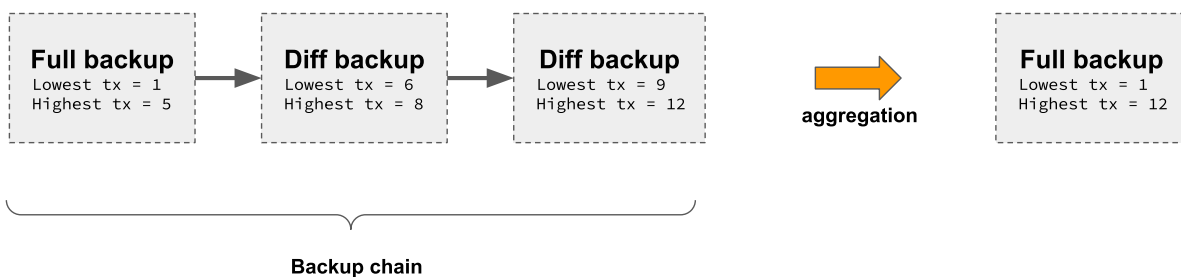 Full backup
Lowest tx = 1
Highest tx = 5
Diff backup
Lowest tx = 6
Highest tx = 8
Diff backup
Lowest tx = 9
Highest tx = 12
aggregation
Full backup
Lowest tx = 1
Highest tx = 12
Backup chain